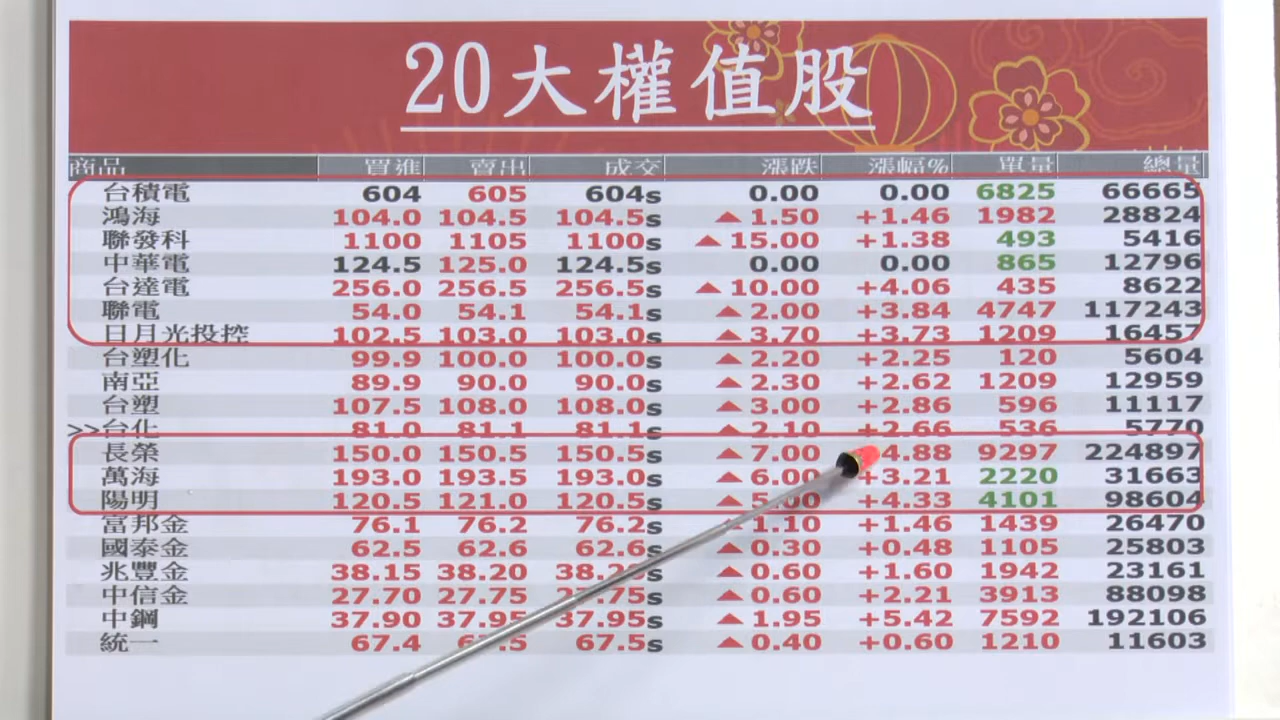 20大權值股
商品 買進 賣出 成交 漲跌 漲幅% 單量 總量
台積電 604 605 604s 0.00 0.00 6825 66665
鴻海 104.0 104.5 104.5s ▲1.50 +1.46 1982 28824
聯發科 1100 1105 1100s ▲15.00 +1.38 493 5416
中華電 124.5 125.0 124.5s 0.00 0.00 865 12796
台達電 256.0 256.5 256.5s ▲10.00 +4.06 435 8622
聯電 54.0 54.1 54.1s ▲2.00 +3.84 4747 117243
日月光投控 102.5 103.0 103.0s ▲3.70 +3.73 1209 16457
台塑化 99.9 100.0 100.0s ▲2.20 +2.25 120 5604
南亞 89.9 90.0 90.0s ▲2.30 +2.62 1209 12959
台塑 107.5 108.0 108.0s ▲3.00 +2.86 596 11117
>>台化 81.0 81.1 81.1s ▲2.10 +2.66 536 5770
長榮 150.0 150.5 150.5s ▲7.00 4.88 9297 224897
萬海 193.0 193.5 193.0s ▲6.00 +3.21 2220 31663
陽明 120.5 121.0 120.5s ▲5.00 +4.33 4101 98604
富邦金 76.1 76.2 76.2s ▲1.10 +1.46 1439 26470
國泰金 62.5 62.6 62.6s ▲0.30 +0.48 1105 25803
兆豐金 38.15 38.20 38.20s ▲0.60 +1.60 1942 23161
中信金 27.70 27.75 27.75s ▲0.60 +2.21 3913 88098
中鋼 37.90 37.95 37.95s ▲1.95 +5.42 7592 192106
統一 67.4 67.5s ▲0.40 +0.60 1210 11603